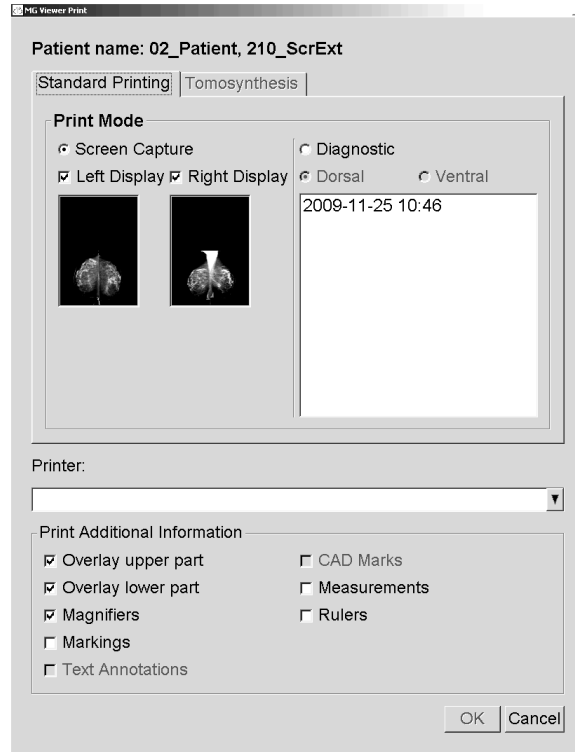 MG Viewer Print
Patient name: 02_Patient, 210_ScrExt
Standard Printing Tomosynthesis
Print Mode
Screen Capture Diagnostic
Left Display Right Display Dorsal Ventral
2009-11-25 10:46
Printer:
Print Additional Information
Overlay upper part CAD Marks
Overlay lower part Measurements
Magnifiers Rulers
Markings
Text Annotations
OK Cancel